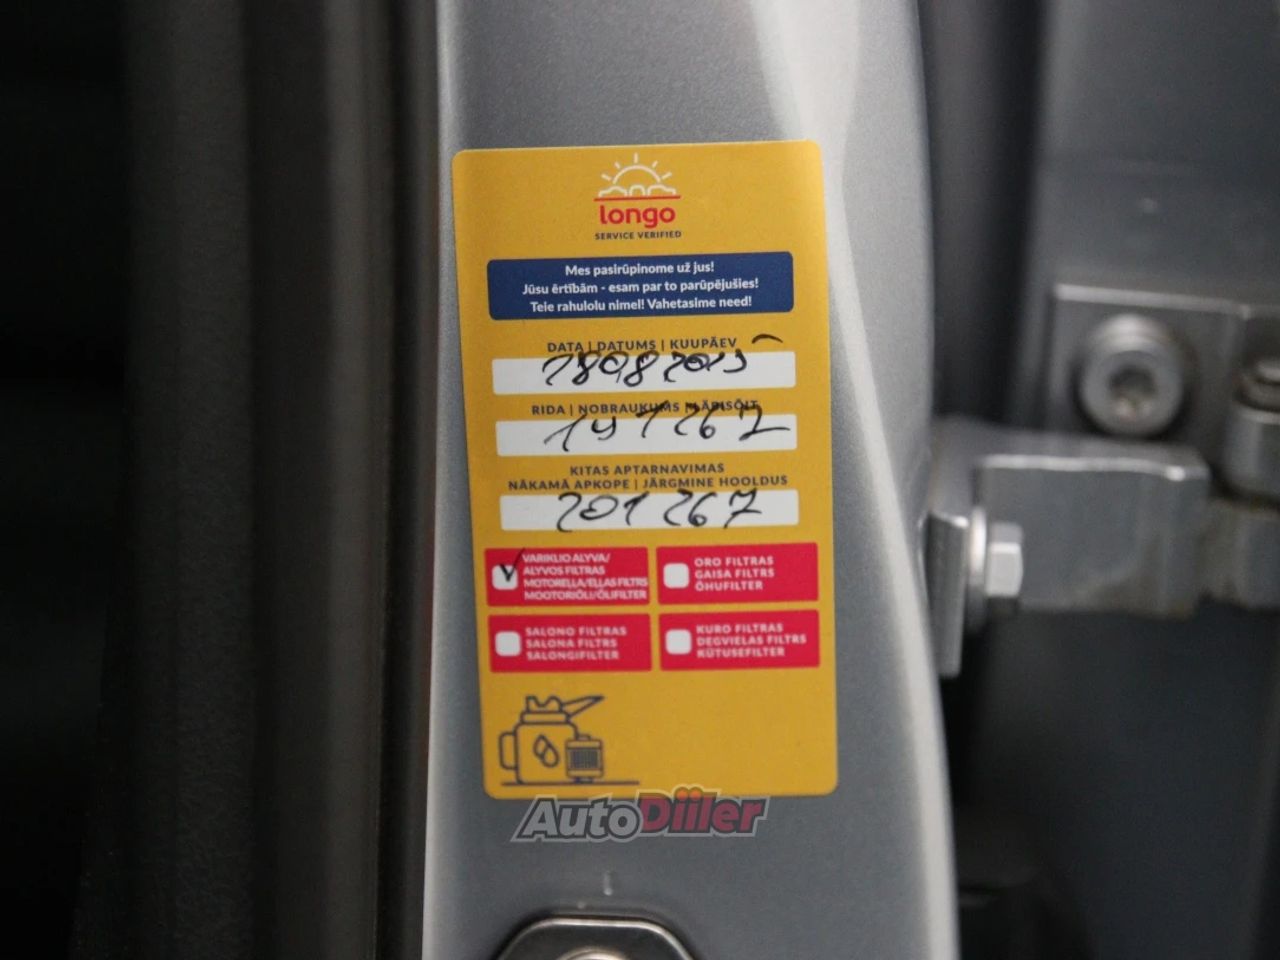 longo
SERVICE VERIFIED
Mes pasirūpinome už jus!
Jūsu ērtībām - esam par to parūpējušies!
Teie rahulolu nimel! Vahetasime need!
DATA | DATUMS | KUUPÄEV
RIDA | NOBRAUKUMS | LÄBISÕIT
191267
KITAS APTARNAVIMAS
NĀKAMĀ APKOPE | JÄRGMINE HOOLDUS
201267
VARIKLIO ALYVA/
ALYVOS FILTRAS
MOTOREĻĻA/EĻĻAS FILTRS
MOOTORIÕLI/ÕLIFILTER
ORO FILTRAS
GAISA FILTRS
ÕHUFILTER
SALONO FILTRAS
SALONA FILTRS
SALONGIFILTER
KURO FILTRAS
DEGVIELAS FILTRS
KÜTUSEFILTER
AutoDiiler